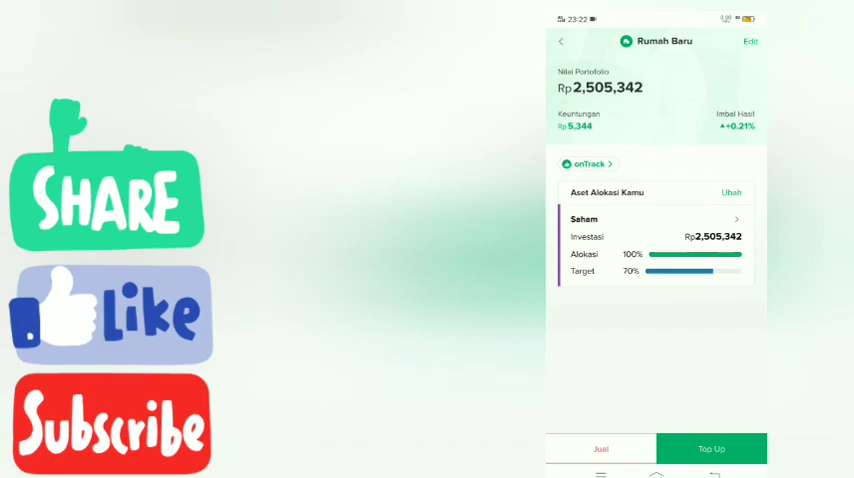 SHARE
Like
Subscribe
23:22
Rumah Baru
Edit
Nilai Portofolio
Rp2,505,342
Keuntungan
Imbal Hasil
Rp5,344
+0.21%
onTrack
Aset Alokasi Kamu
Ubah
Saham
Investasi
Rp2,505,342
Alokasi
100%
Target
70%
Jual
Top Up